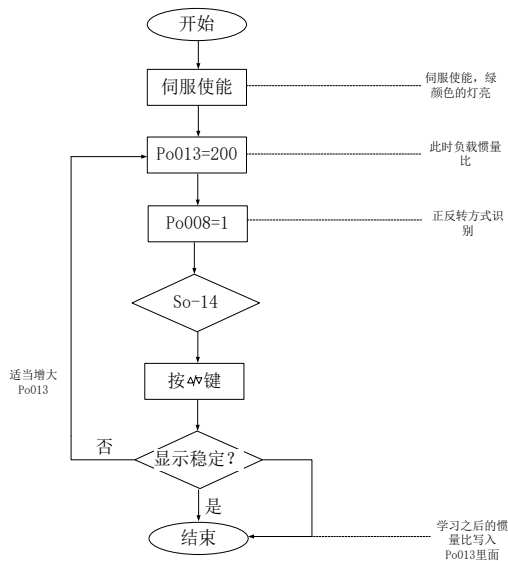 开始
伺服使能
伺服使能，绿
颜色的灯亮
Po013=200
此时负载惯量
比
Po008=1
正反转方式识
别
So-14
适当增大
Po013
按键
否
显示稳定？
是
结束
学习之后的惯
量比写入
Po013里面